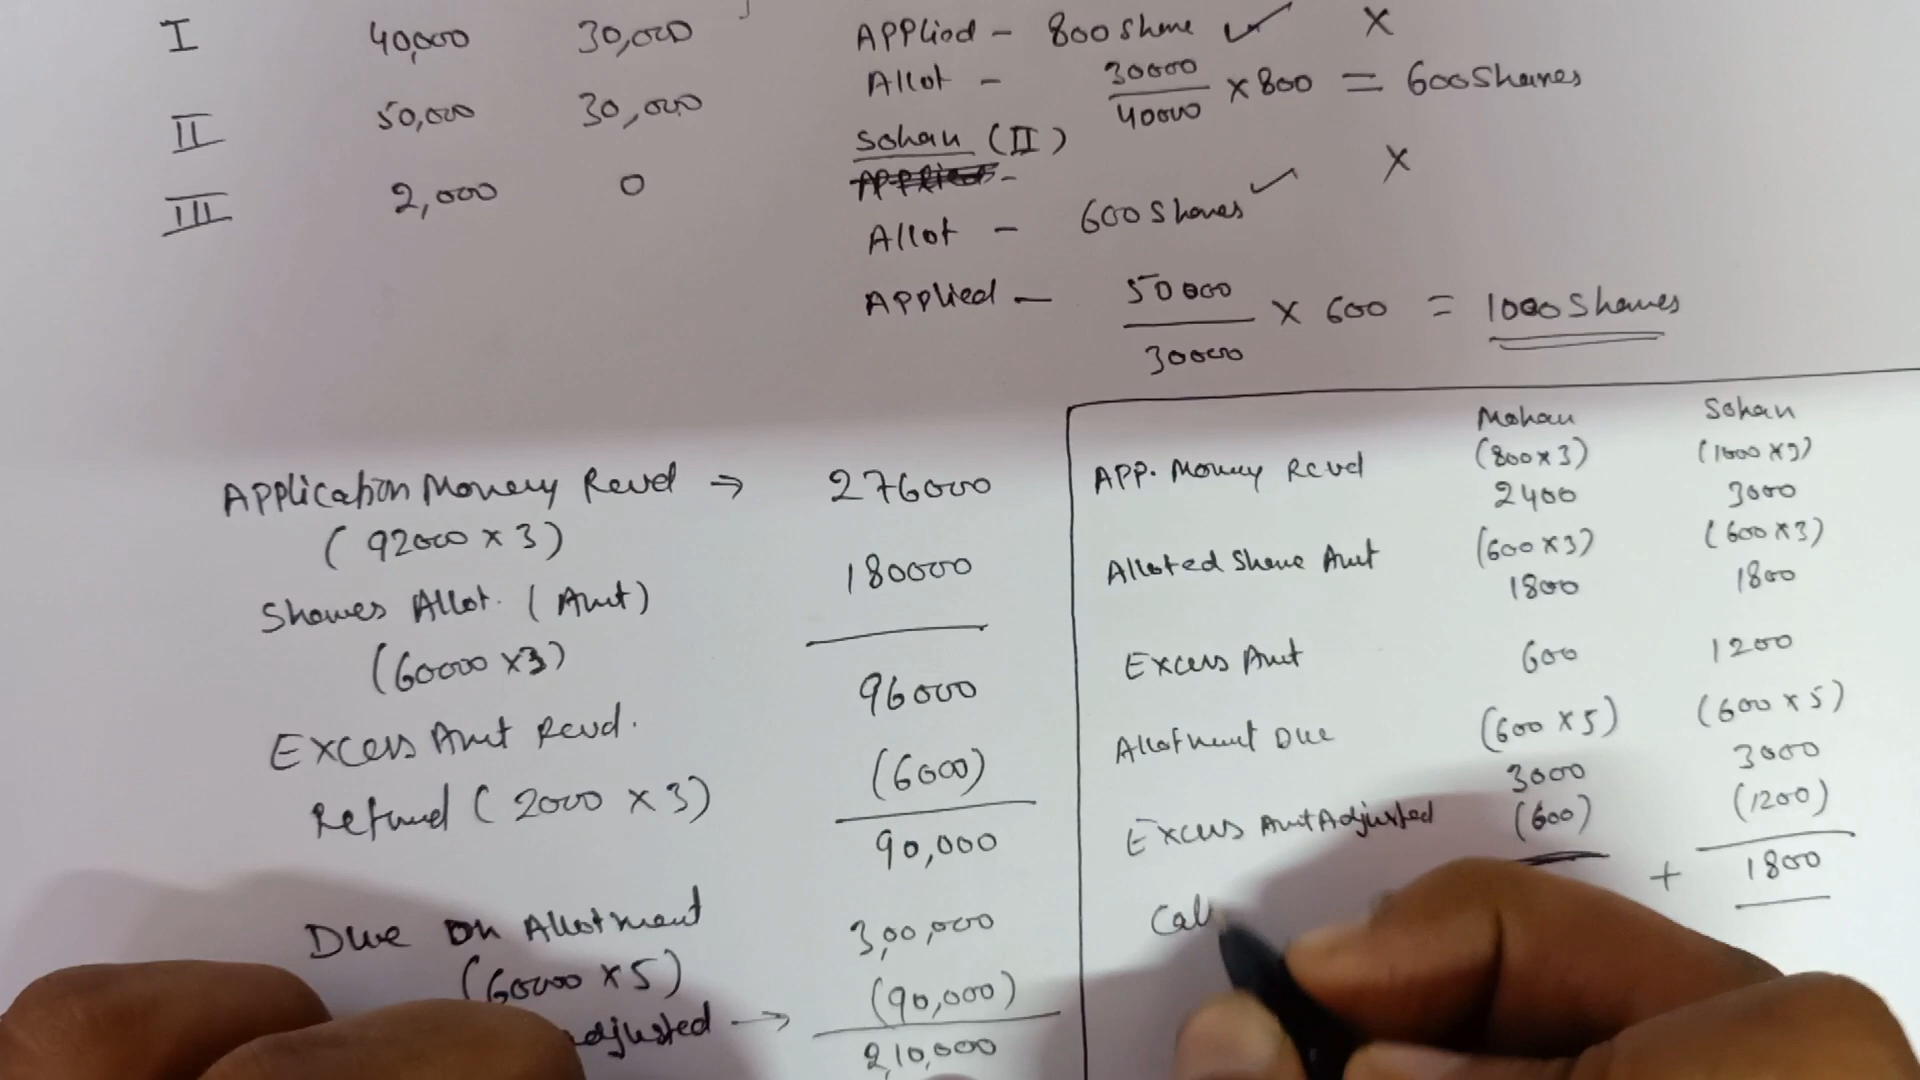 I 40,000 30,000
II 50,000 30,000
III 2,000 0
Applied - 800 Share ✓ X
Allot - 30000/40000 × 800 = 600 Shares
Sohan (II)
Applied -
Allot - 600 Shares ✓ X
Applied - 50000/30000 × 600 = 1000 Shares
Application Money Revd → 276000
(92000 × 3)
Shares Allot. (Amt) 180000
(60000 × 3)
Excess Amt Revd. 96000
Refund (2000 × 3) (6000)
90,000
Due on Allotment 3,00,000
(60000 × 5) (90,000)
adjusted → 2,10,000
Mohan Sohan
APP. Money Rcvd (800 × 3) (1000 × 3)
2400 3000
Alloted Share Amt (600 × 3) (600 × 3)
1800 1800
Excess Amt 600 1200
Allotment Due (600 × 5) (600 × 5)
3000 3000
Excess Amt Adjusted (600) (1200)
+ 1800
Cal